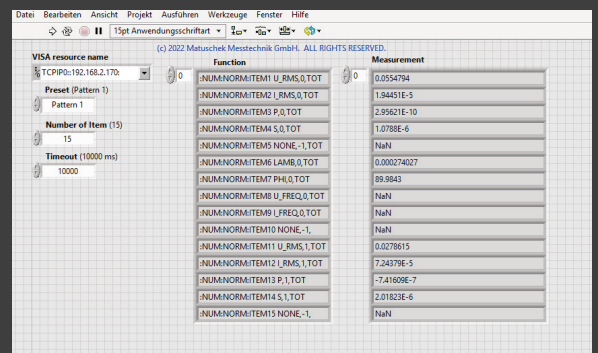 Datei Bearbeiten Ansicht Projekt Ausführen Werkzeuge Fenster Hilfe
15pt Anwendungsschriftart
(c) 2022 Matuschek Messtechnik GmbH. ALL RIGHTS RESERVED.
VISA resource name
TCPIP0::192.168.2.170:
Preset (Pattern 1)
Pattern 1
Number of Item (15)
15
Timeout (10000 ms)
10000
Function
0
:NUM:NORM:ITEM1 U_RMS,0,TOT
:NUM:NORM:ITEM2 I_RMS,0,TOT
:NUM:NORM:ITEM3 P,0,TOT
:NUM:NORM:ITEM4 S,0,TOT
:NUM:NORM:ITEM5 NONE,-1,TOT
:NUM:NORM:ITEM6 LAMB,0,TOT
:NUM:NORM:ITEM7 PHI,0,TOT
:NUM:NORM:ITEM8 U_FREQ,0,TOT
:NUM:NORM:ITEM9 I_FREQ,0,TOT
:NUM:NORM:ITEM10 NONE,-1,
:NUM:NORM:ITEM11 U_RMS,1,TOT
:NUM:NORM:ITEM12 I_RMS,1,TOT
:NUM:NORM:ITEM13 P,1,TOT
:NUM:NORM:ITEM14 S,1,TOT
:NUM:NORM:ITEM15 NONE,-1,
Measurement
0
0.0554794
1.94451E-5
2.95621E-10
1.0788E-6
NaN
0.000274027
89.9843
NaN
NaN
NaN
0.0278615
7.24379E-5
-7.41609E-7
2.01823E-6
NaN